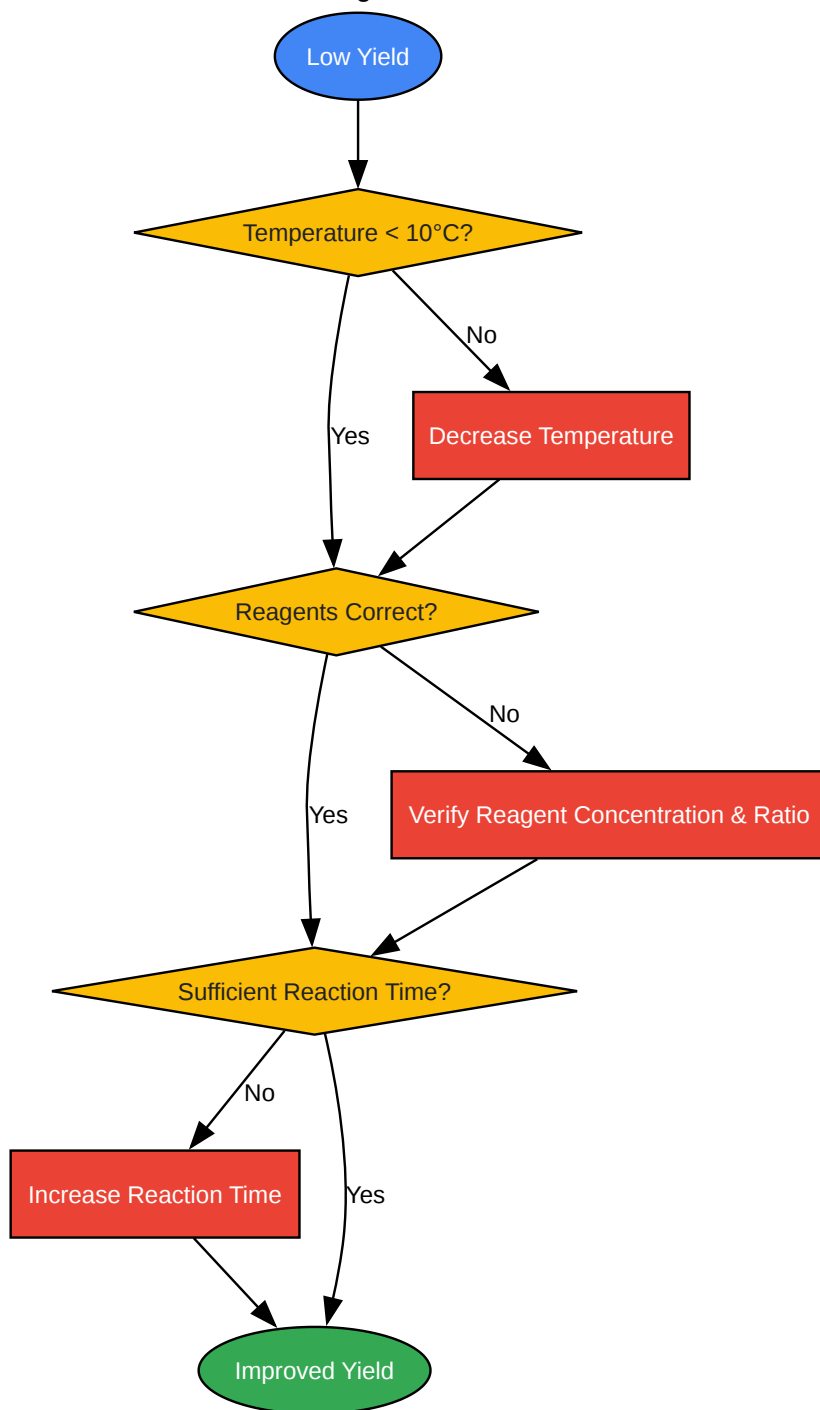 Low Yield
Temperature < 10°C?
No
Yes
Decrease Temperature
Reagents Correct?
No
Yes
Verify Reagent Concentration & Ratio
Sufficient Reaction Time?
No
Increase Reaction Time
Yes
Improved Yield